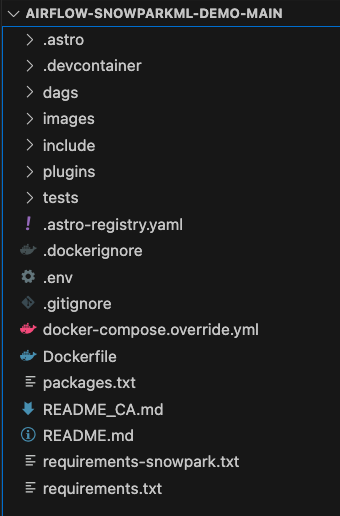 AIRFLOW-SNOWPARKML-DEMO-MAIN
.astro
.devcontainer
dags
images
include
plugins
tests
.astro-registry.yaml
.dockerignore
.env
.gitignore
docker-compose.override.yml
Dockerfile
packages.txt
README_CA.md
README.md
requirements-snowpark.txt
requirements.txt